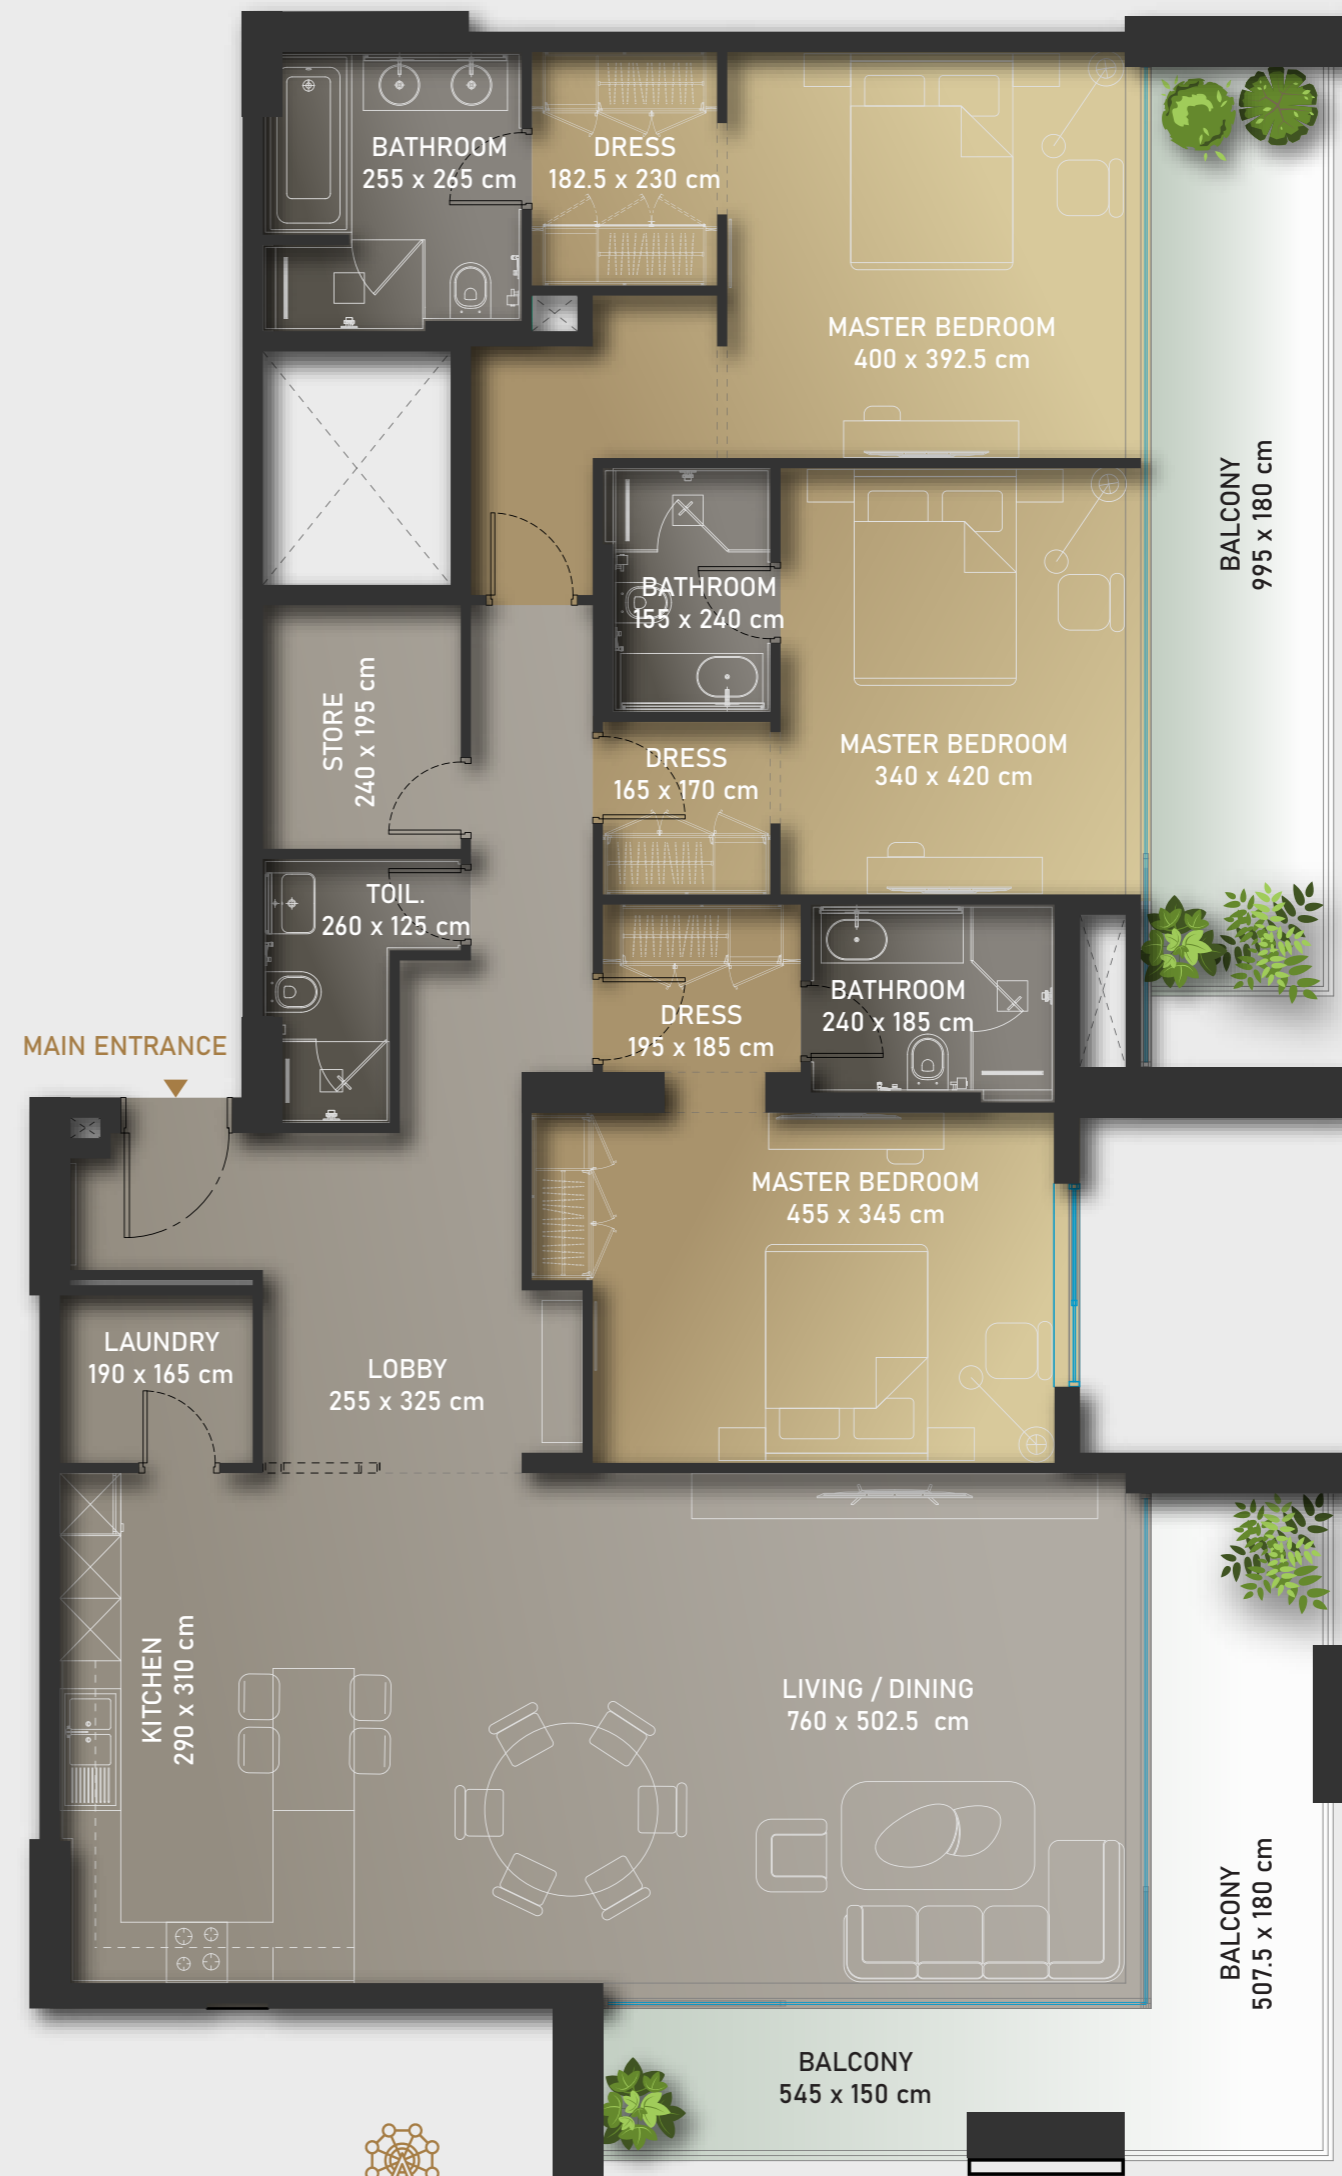 BATHROOM
255 x 265 cm
DRESS
182.5 x 230 cm
MASTER BEDROOM
400 x 392.5 cm
BALCONY
995 x 180 cm
BATHROOM
155 x 240 cm
STORE
240 x 195 cm
DRESS
165 x 170 cm
MASTER BEDROOM
340 x 420 cm
TOIL.
260 x 125 cm
BATHROOM
240 x 185 cm
DRESS
195 x 185 cm
MAIN ENTRANCE
MASTER BEDROOM
455 x 345 cm
LAUNDRY
190 x 165 cm
LOBBY
255 x 325 cm
KITCHEN
290 x 310 cm
LIVING / DINING
760 x 502.5 cm
BALCONY
507.5 x 180 cm
BALCONY
545 x 150 cm